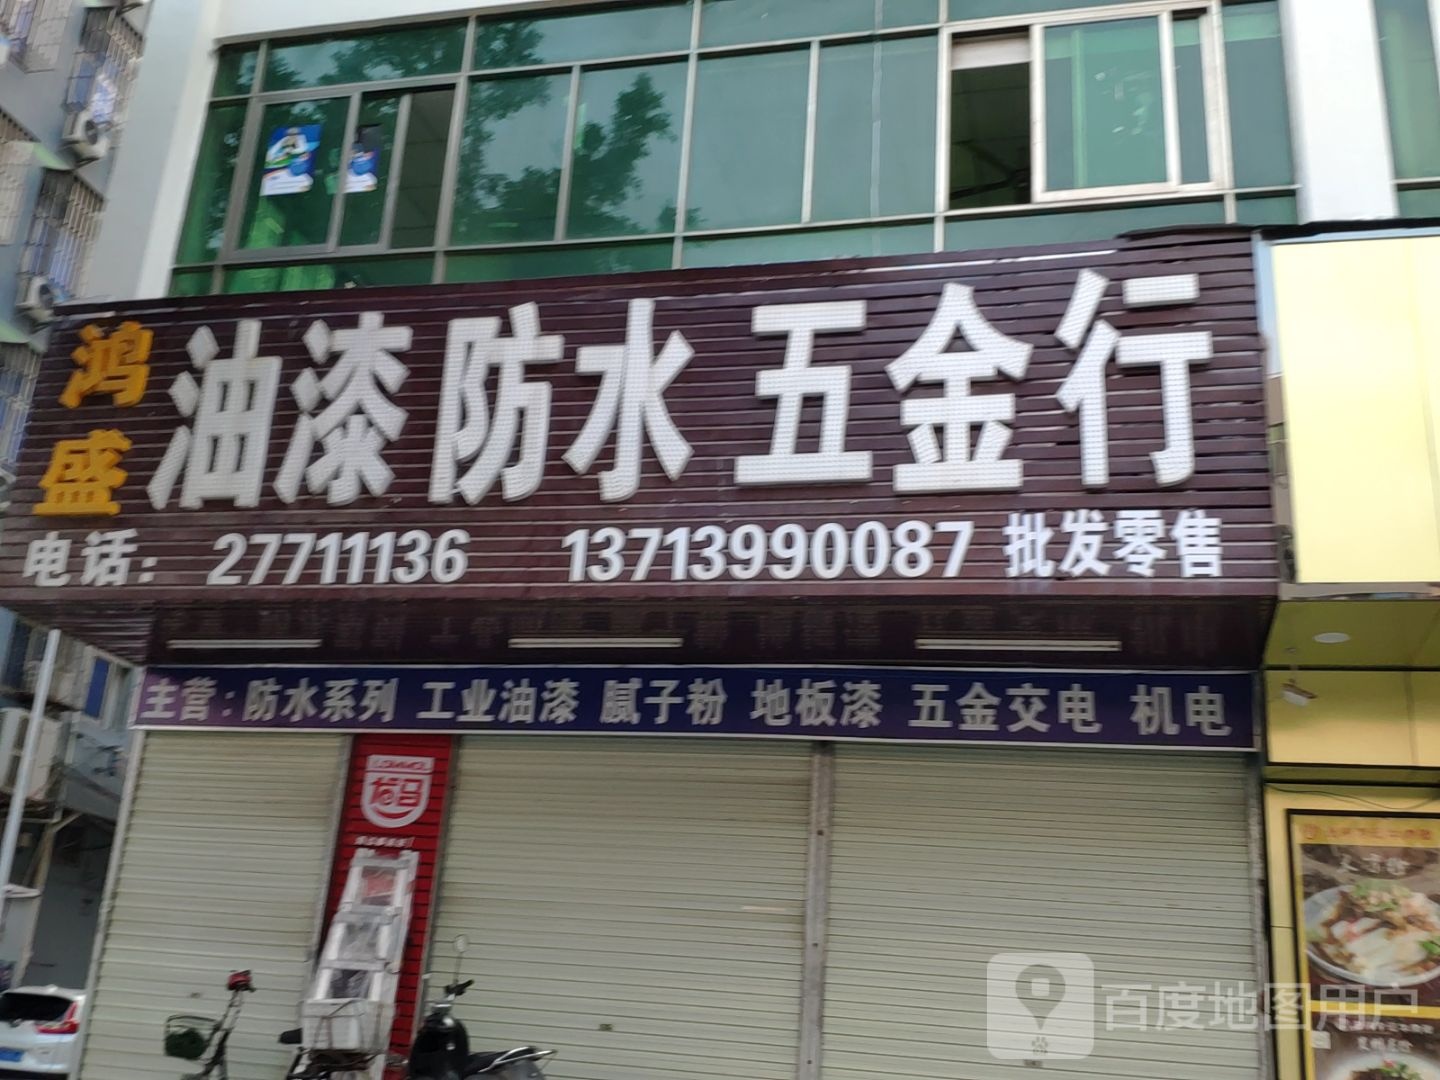 鸿盛
油漆 防水 五金行
电话：27711136 13713990087 批发零售
主营：防水系列 工业油漆 腻子粉 地板漆 五金交电 机电
百度地图用户